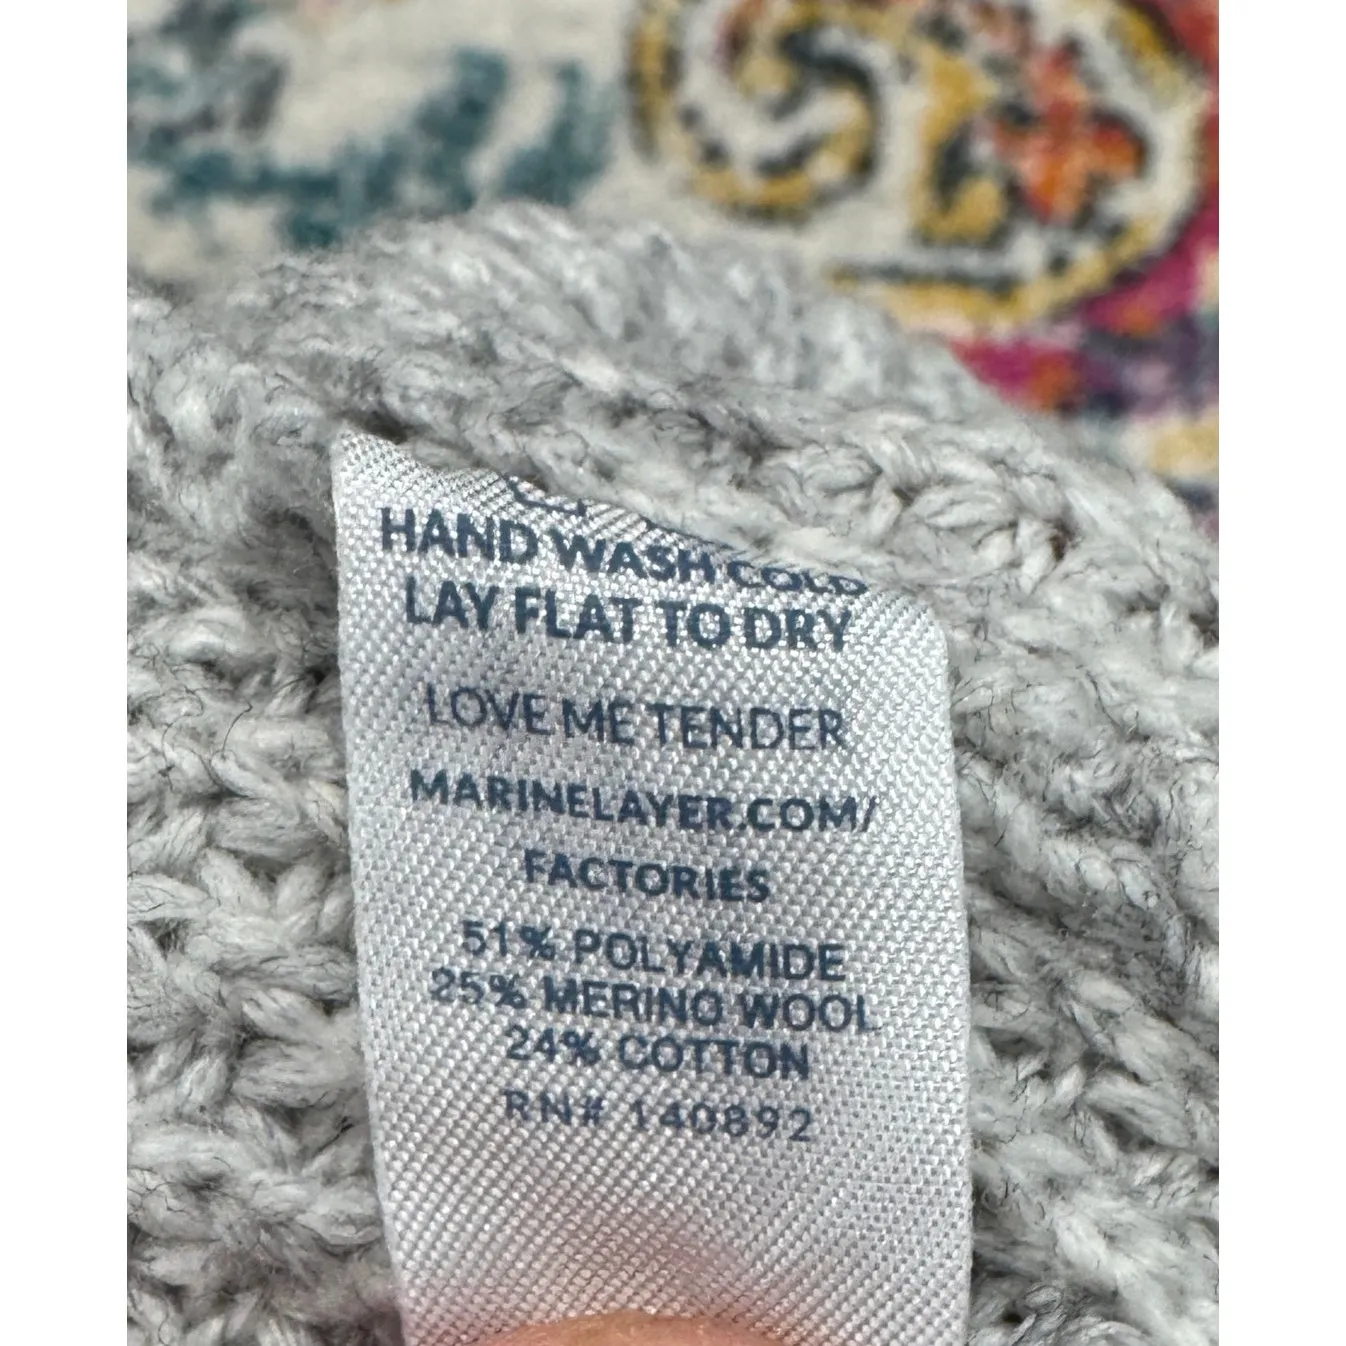 HAND WASH COLD
LAY FLAT TO DRY
LOVE ME TENDER
MARINELAYER.COM/
FACTORIES
51% POLYAMIDE
25% MERINO WOOL
24% COTTON
RN# 140892